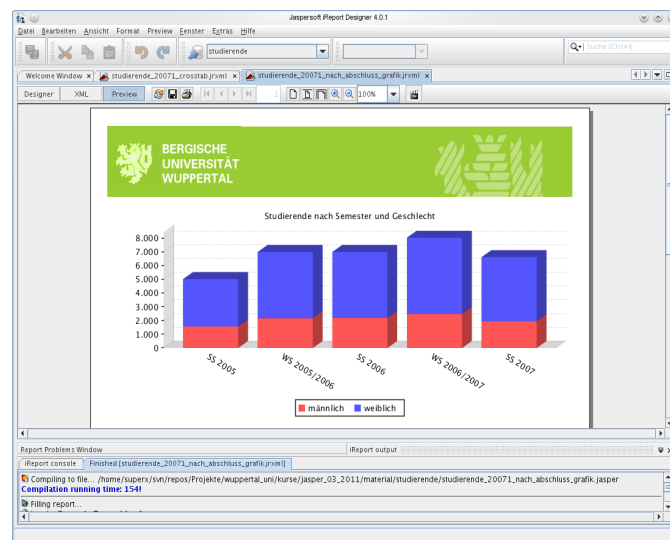 Jaspersoft iReport Designer 4.0.1
Datei Bearbeiten Ansicht Format Preview Fenster Extras Hilfe
studierende
Suche (Ctrl+I)
Welcome Window studierende_20071_crosstab.jrxml studierende_20071_nach_abschluss_grafik.jrxml
Designer XML Preview 1 100%
BERGISCHE
UNIVERSITÄT
WUPPERTAL
Studierende nach Semester und Geschlecht
8.000
7.000
6.000
5.000
4.000
3.000
2.000
1.000
0
SS 2005
WS 2005/2006
SS 2006
WS 2006/2007
SS 2007
männlich weiblich
Report Problems Window iReport output
iReport console Finished [studierende_20071_nach_abschluss_grafik.jrxml]
Compiling to file... /home/superx/svn/repos/Projekte/wuppertal_uni/kurse/jasper_03_2011/material/studierende/studierende_20071_nach_abschluss_grafik.jasper
Compilation running time: 154!
Filling report...